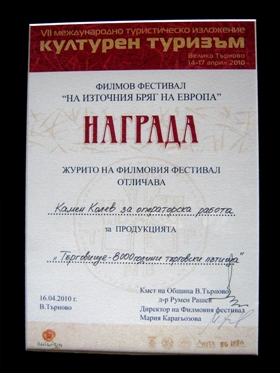 VII международно туристическо изложение
КУЛТУРЕН ТУРИЗЪМ
Велико Търново
14-17 април 2010
ФИЛМОВ ФЕСТИВАЛ
"НА ИЗТОЧНИЯ БРЯГ НА ЕВРОПА"
НАГРАДА
ЖУРИТО НА ФИЛМОВИЯ ФЕСТИВАЛ
ОТЛИЧАВА
Камен Колев за операторска работа
за ПРОДУКЦИЯТА
„Търговище-8000 години търговски пътища"
Кмет на Община В.Търново
16.04.2010 г.
д-р Румен Рашев
В.Търново
Директор на Филмовия фестивал
Мария Карагьозова